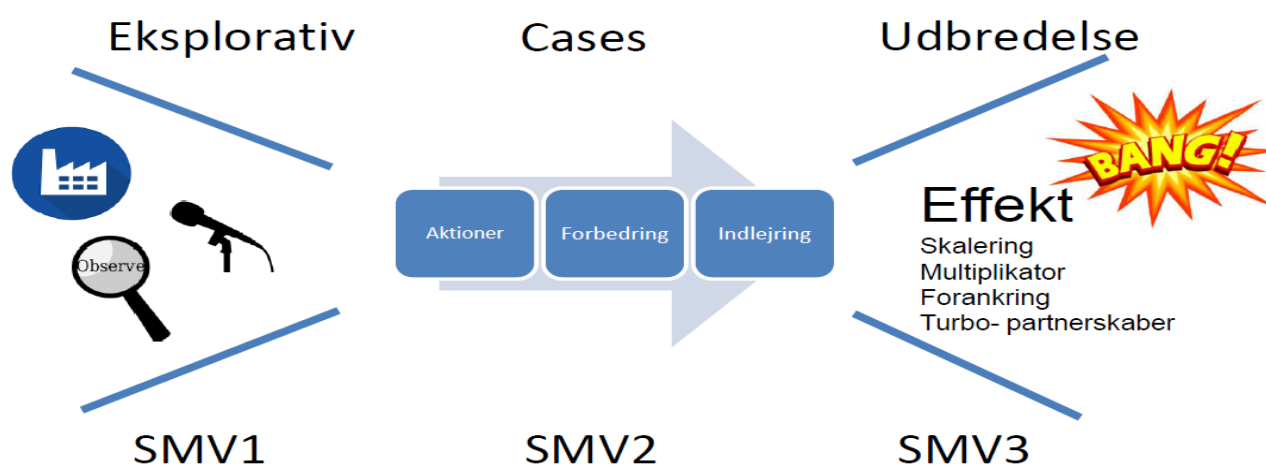 Eksplorativ
Cases
Udbredelse
Observe
Aktioner
Forbedring
Indlejring
BANG!
Effekt
Skalering
Multiplikator
Forankring
Turbo- partnerskaber
SMV1
SMV2
SMV3